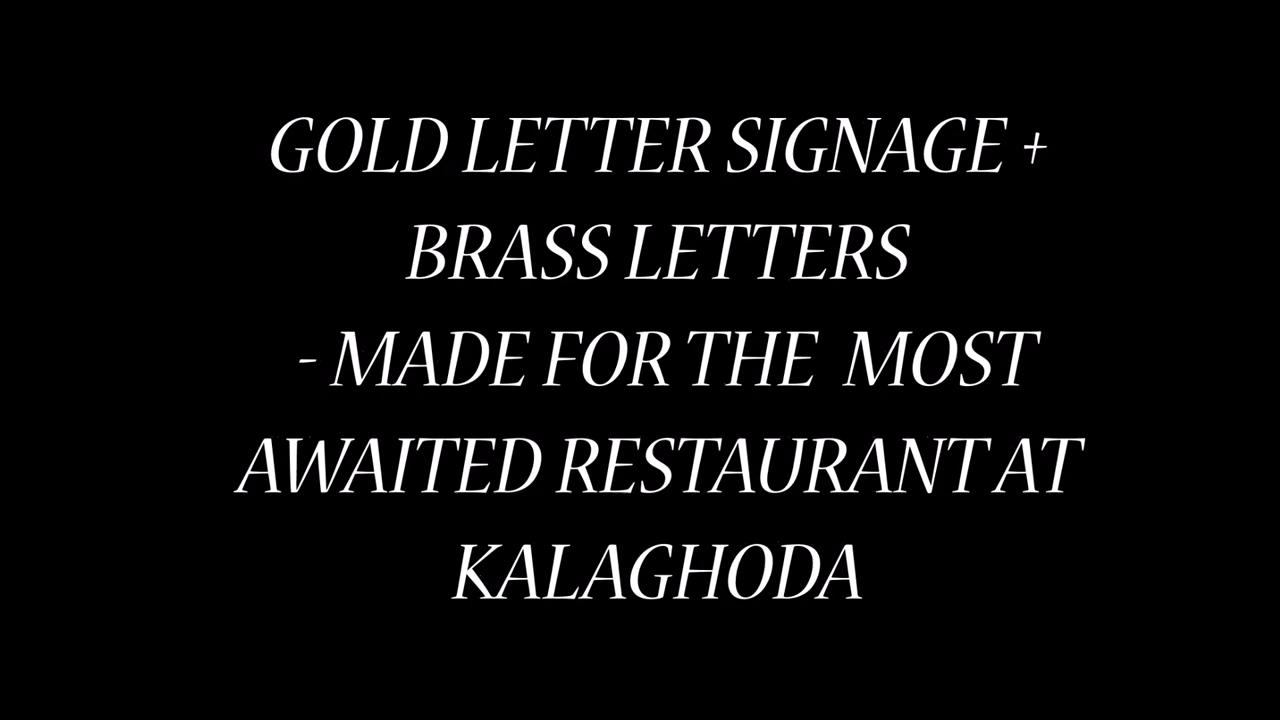 GOLD LETTER SIGNAGE +
BRASS LETTERS
- MADE FOR THE  MOST
AWAITED RESTAURANT AT
KALAGHODA